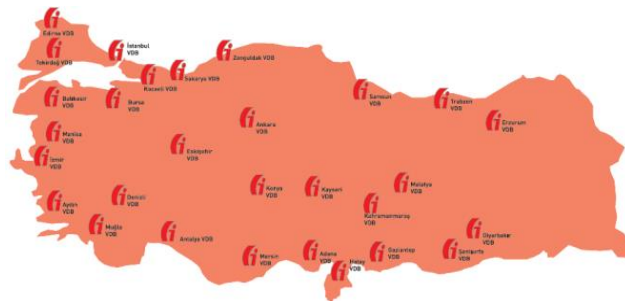 Edirne VDB
Tekirdağ VDB
İstanbul
VDB
Kocaeli VDB
Sakarya VDB
Zonguldak VDB
Balıkesir
VDB
Bursa
VDB
Manisa
VDB
İzmir
VDB
Eskişehir
VDB
Ankara
VDB
Samsun
VDB
Trabzon
VDB
Erzurum
VDB
Aydın
VDB
Denizli
VDB
Muğla
VDB
Antalya VDB
Konya
VDB
Kayseri
VDB
Malatya
VDB
Kahramanmaraş
VDB
Mersin
VDB
Adana
VDB
Hatay
VDB
Gaziantep
VDB
Şanlıurfa
VDB
Diyarbakır
VDB